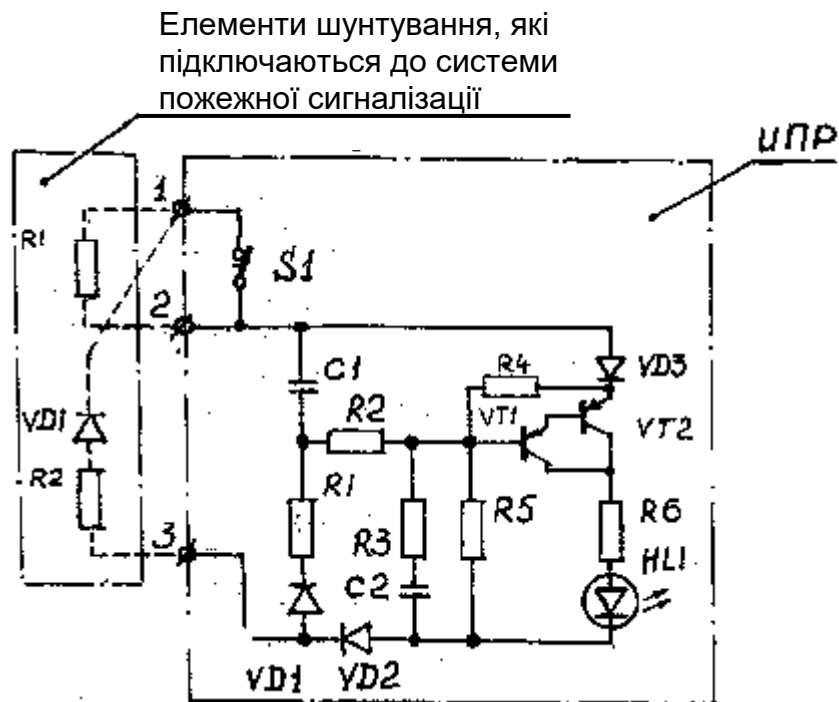 Елементи шунтування, які
підключаються до системи
пожежної сигналізації
ИПР
1
R1
S1
2
C1
R4
VD3
R2
VT1
VT2
VD1
R2
R1
R3
R5
R6
3
C2
HL1
VD1
VD2